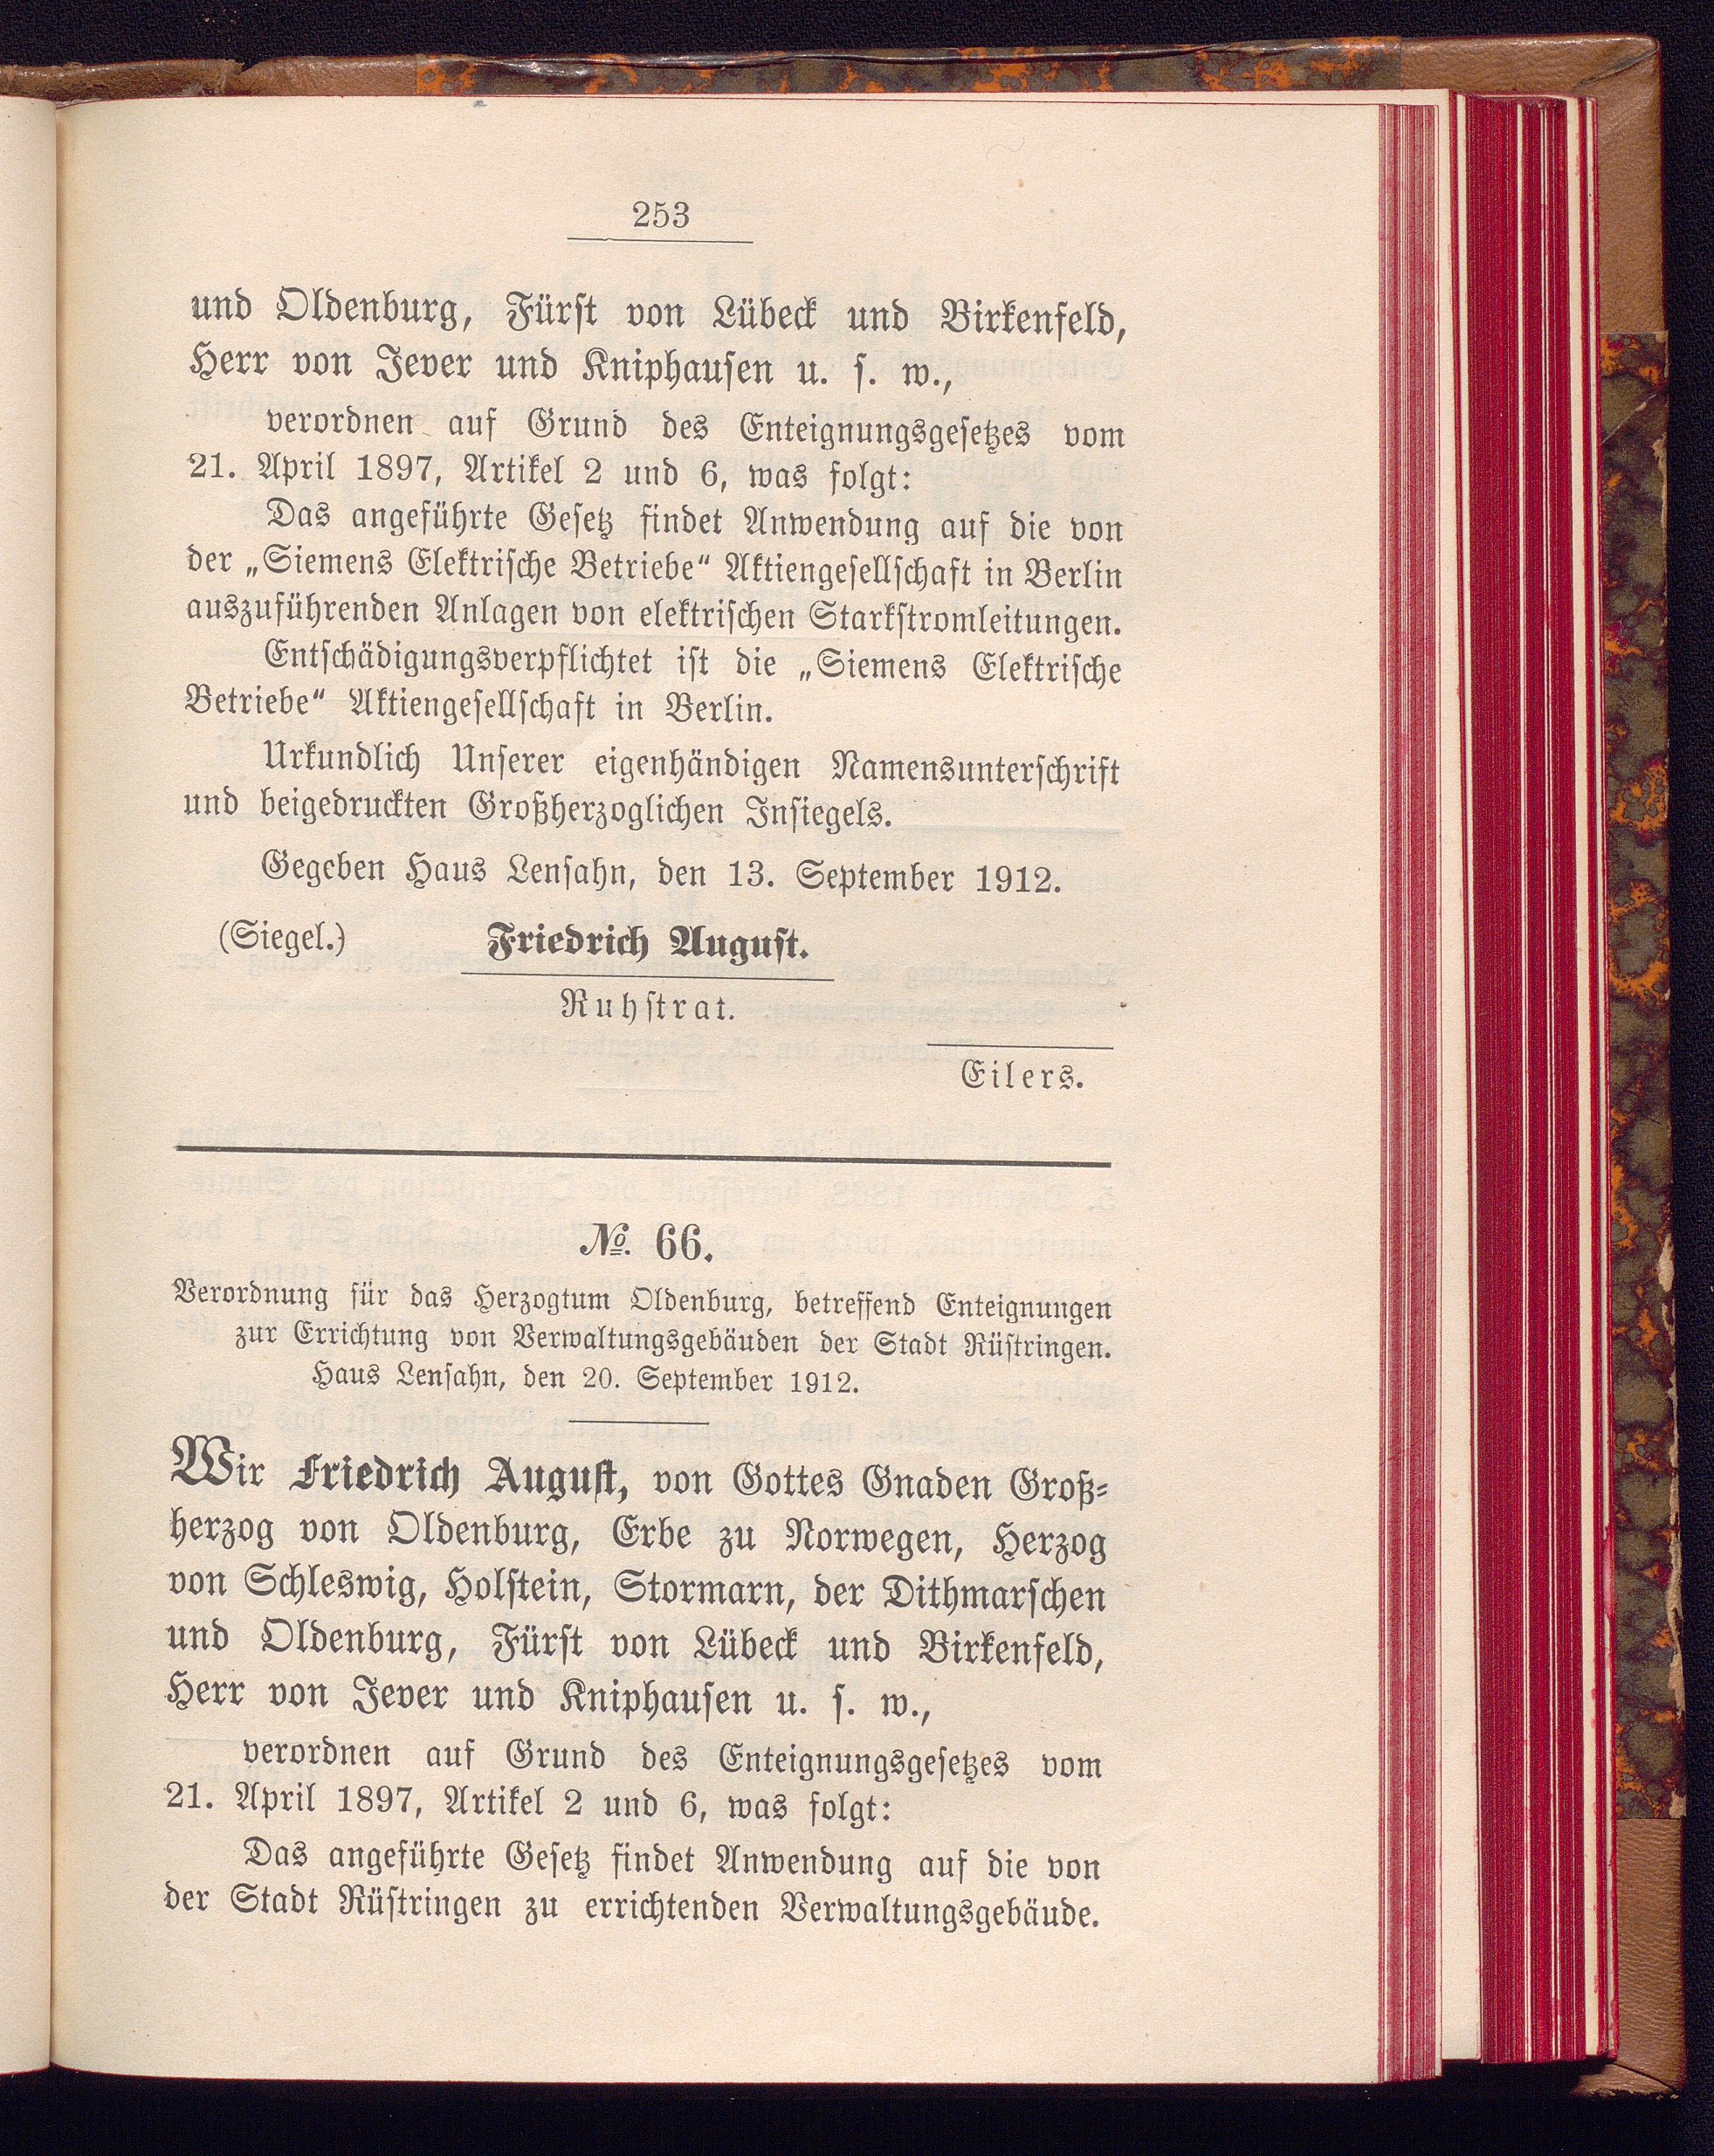 253
und Oldenburg, Fürst von Lübeck und Birkenfeld,
Herr von Jever und Kniphausen u. s. w.,
verordnen auf Grund des Enteignungsgesetzes vom
21. April 1897, Artikel 2 und 6, was folgt:
Das angeführte Gesetz findet Anwendung auf die von
der „Siemens Elektrische Betriebe“ Aktiengesellschaft in Berlin
auszuführenden Anlagen von elektrischen Starkstromleitungen.
Entschädigungsverpflichtet ist die „Siemens Elektrische
Betriebe“ Aktiengesellschaft in Berlin.
Urkundlich Unserer eigenhändigen Namensunterschrift
und beigedruckten Großherzoglichen Insiegels.
Gegeben Haus Lensahn, den 13. September 1912.
(Siegel.) Friedrich August.
Ruhstrat.
Eilers.
№. 66.
Verordnung für das Herzogtum Oldenburg, betreffend Enteignungen
zur Errichtung von Verwaltungsgebäuden der Stadt Rüstringen.
Haus Lensahn, den 20. September 1912.
Wir Friedrich August, von Gottes Gnaden Groß-
herzog von Oldenburg, Erbe zu Norwegen, Herzog
von Schleswig, Holstein, Stormarn, der Dithmarschen
und Oldenburg, Fürst von Lübeck und Birkenfeld,
Herr von Jever und Kniphausen u. s. w.,
verordnen auf Grund des Enteignungsgesetzes vom
21. April 1897, Artikel 2 und 6, was folgt:
Das angeführte Gesetz findet Anwendung auf die von
der Stadt Rüstringen zu errichtenden Verwaltungsgebäude.